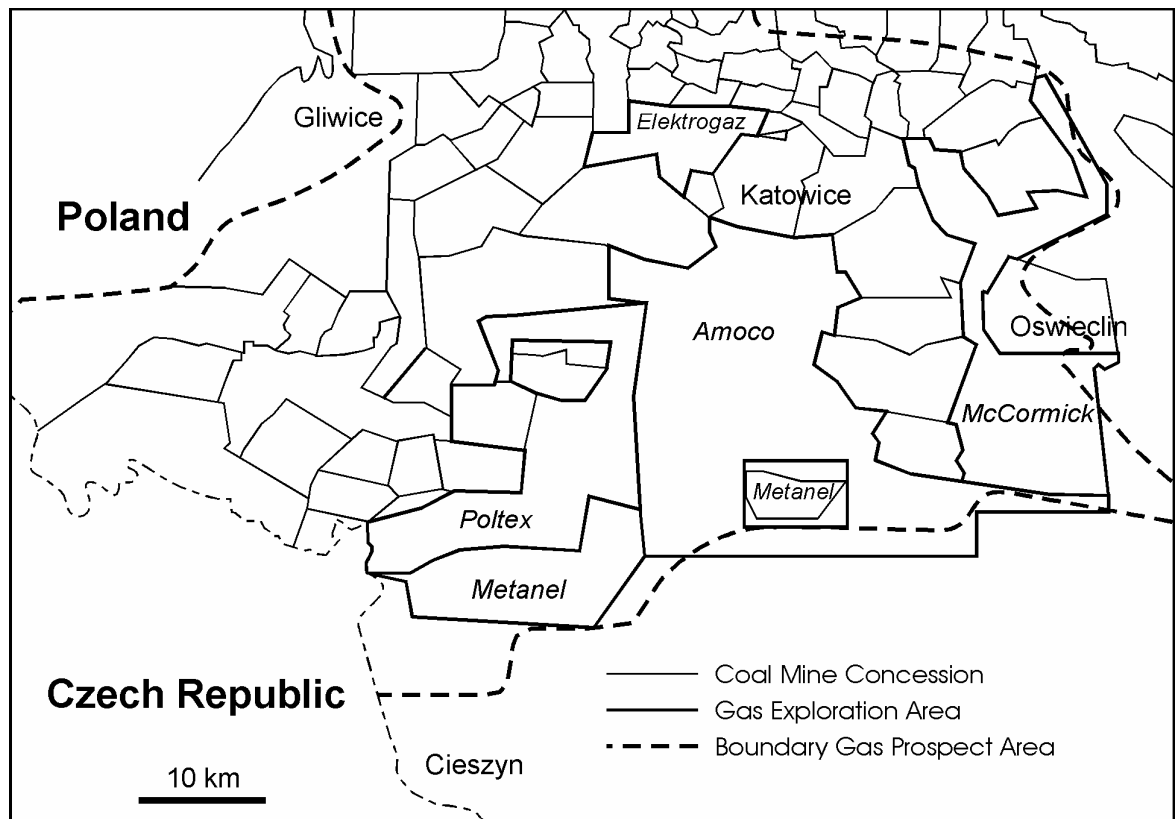 Gliwice
Elektrogaz
Katowice
Poland
Oswieclin
Amoco
McCormick
Metanel
Poltex
Metanel
Czech Republic
Coal Mine Concession
Gas Exploration Area
Boundary Gas Prospect Area
Cieszyn
10 km